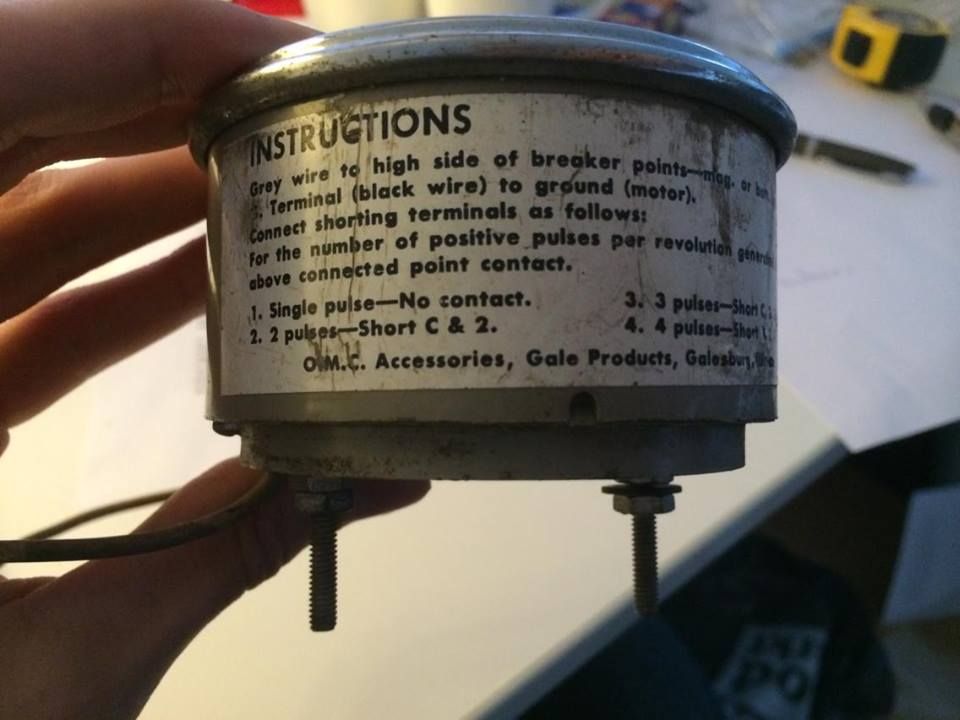 INSTRUCTIONS
Grey wire to high side of breaker points—mag. or
Terminal (black wire) to ground (motor).
Connect shorting terminals as follows:
For the number of positive pulses per revolution
above connected point contact.
1. Single pulse—No contact.
3. 3 pulses—Short C
2. 2 pulses—Short C & 2.
4. 4 pulses—Short
O.M.C. Accessories, Gale Products, Galesburg,